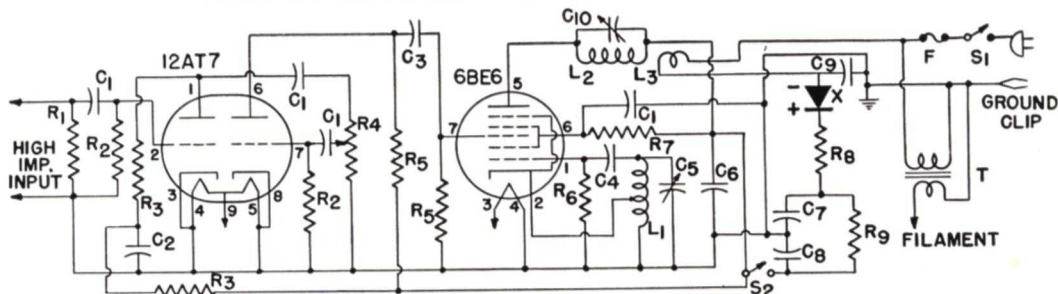 12AT7
6BE6
C1
R1
R2
HIGH
IMP.
INPUT
R3
C2
R3
1
6
2
7
3
4
9
5
8
C1
C1
R4
R2
C3
R5
R5
5
7
6
1
3
4
2
C10
L2
L3
C1
R7
C4
R6
L1
C5
C6
C9
- X
+
R8
C7
C8
R9
S2
F
S1
GROUND
CLIP
T
FILAMENT